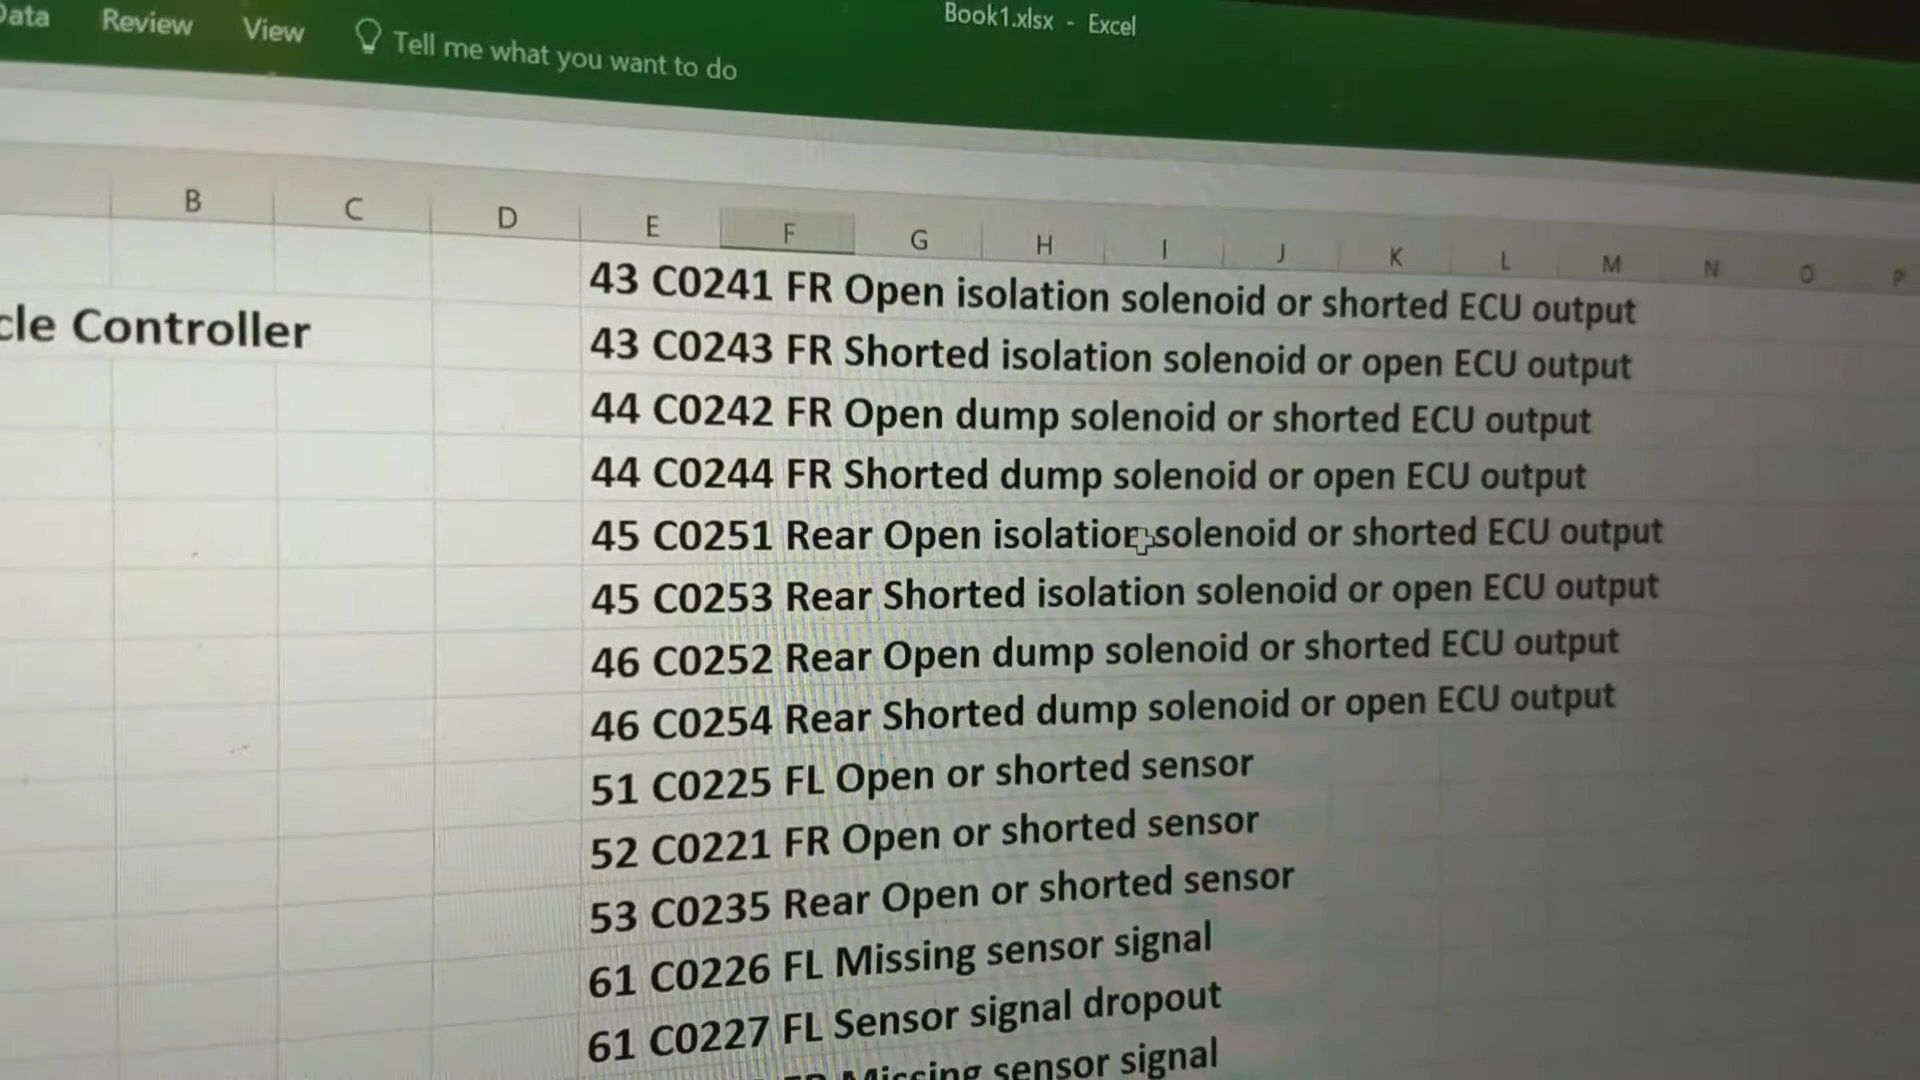 Data Review View Tell me what you want to do
Book1.xlsx - Excel
B C D E F G H I J K L M N O P
cle Controller
43 C0241 FR Open isolation solenoid or shorted ECU output
43 C0243 FR Shorted isolation solenoid or open ECU output
44 C0242 FR Open dump solenoid or shorted ECU output
44 C0244 FR Shorted dump solenoid or open ECU output
45 C0251 Rear Open isolation solenoid or shorted ECU output
45 C0253 Rear Shorted isolation solenoid or open ECU output
46 C0252 Rear Open dump solenoid or shorted ECU output
46 C0254 Rear Shorted dump solenoid or open ECU output
51 C0225 FL Open or shorted sensor
52 C0221 FR Open or shorted sensor
53 C0235 Rear Open or shorted sensor
61 C0226 FL Missing sensor signal
61 C0227 FL Sensor signal dropout
FR Missing sensor signal